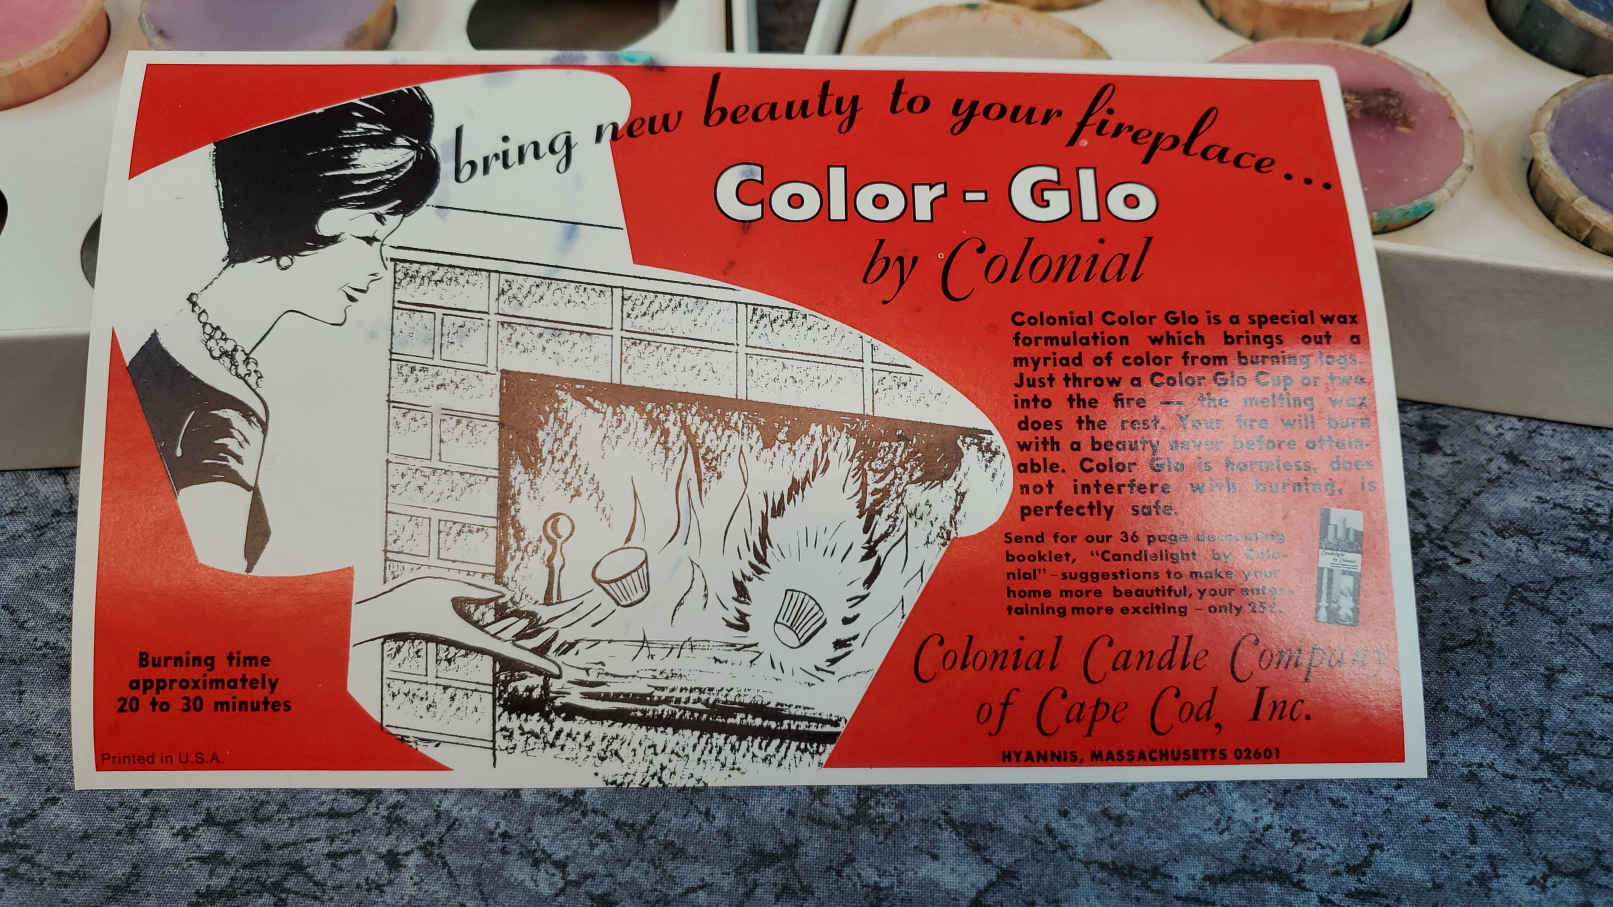 bring new beauty to your fireplace...
Color-Glo
by Colonial
Colonial Color Glo is a special wax
formulation which brings out a
myriad of color from burning logs.
Just throw a Color Glo Cup or two
into the fire — the melting wax
does the rest. Your fire will burn
with a beauty never before attain-
able. Color Glo is harmless, does
not interfere with burning, is
perfectly safe.
Send for our 36 page decorating
booklet, "Candlelight by Colo-
nial" – suggestions to make your
home more beautiful, your enter-
taining more exciting – only 25¢.
Colonial Candle Company
of Cape Cod, Inc.
HYANNIS, MASSACHUSETTS 02601
Burning time
approximately
20 to 30 minutes
Printed in U.S.A.